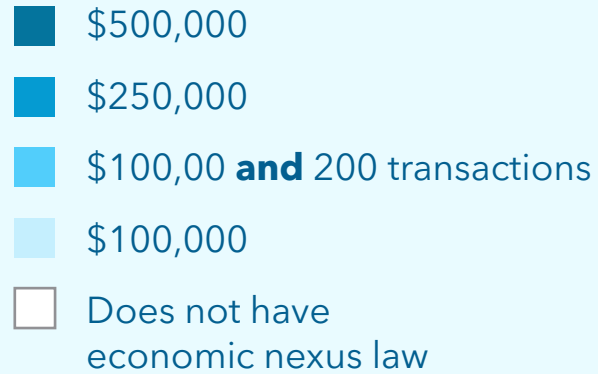 $500,000
$250,000
$100,00 and 200 transactions
$100,000
Does not have
economic nexus law